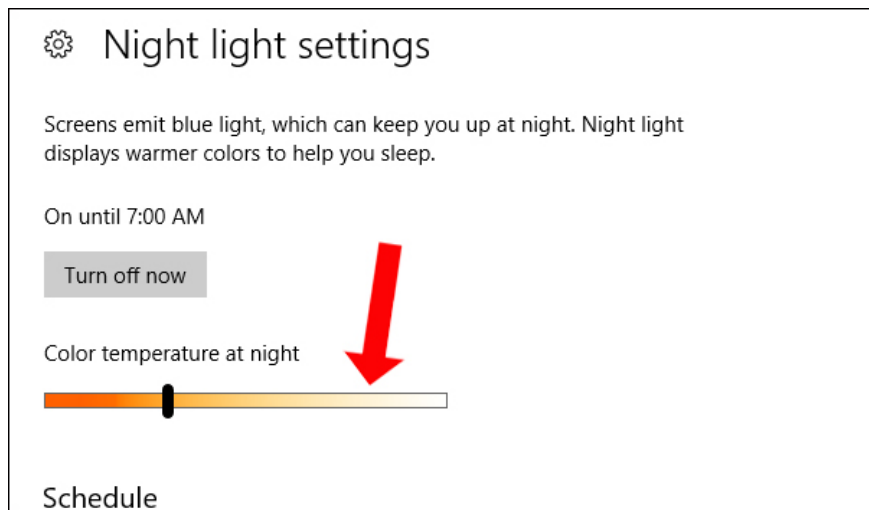 Night light settings
Screens emit blue light, which can keep you up at night. Night light
displays warmer colors to help you sleep.
On until 7:00 AM
Turn off now
Color temperature at night
Schedule